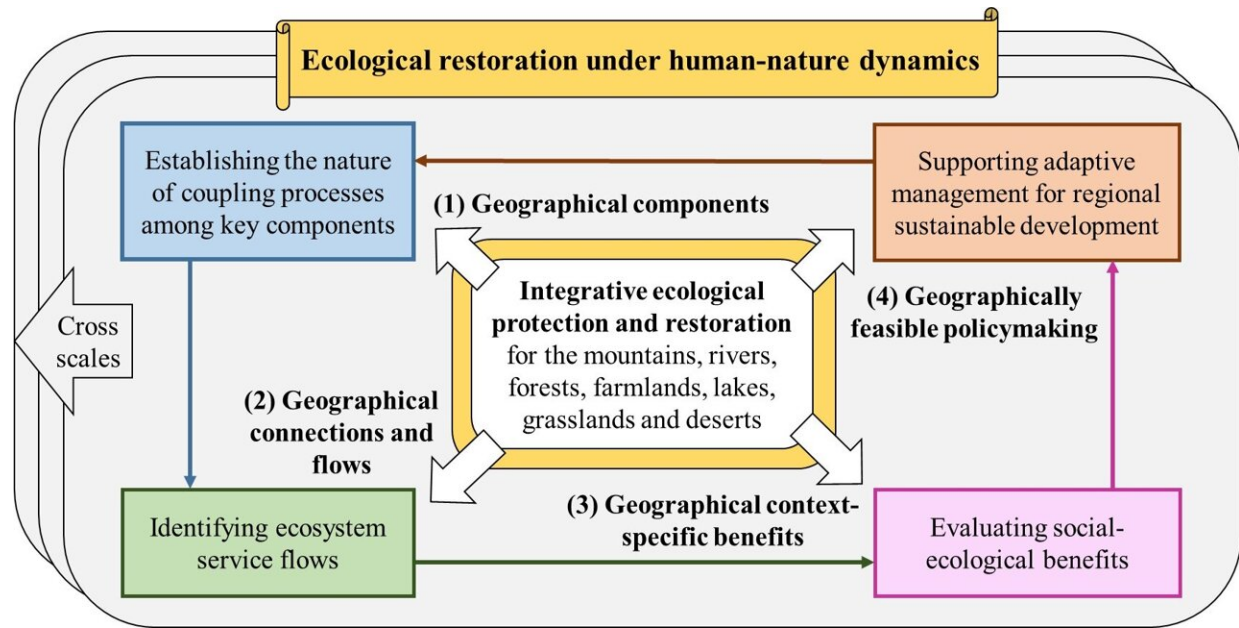 Ecological restoration under human-nature dynamics
Establishing the nature
of coupling processes
among key components
Supporting adaptive
management for regional
sustainable development
(1) Geographical components
Integrative ecological
protection and restoration
for the mountains, rivers,
forests, farmlands, lakes,
grasslands and deserts
(4) Geographically
feasible policymaking
Cross
scales
(2) Geographical
connections and
flows
(3) Geographical context-
specific benefits
Identifying ecosystem
service flows
Evaluating social-
ecological benefits